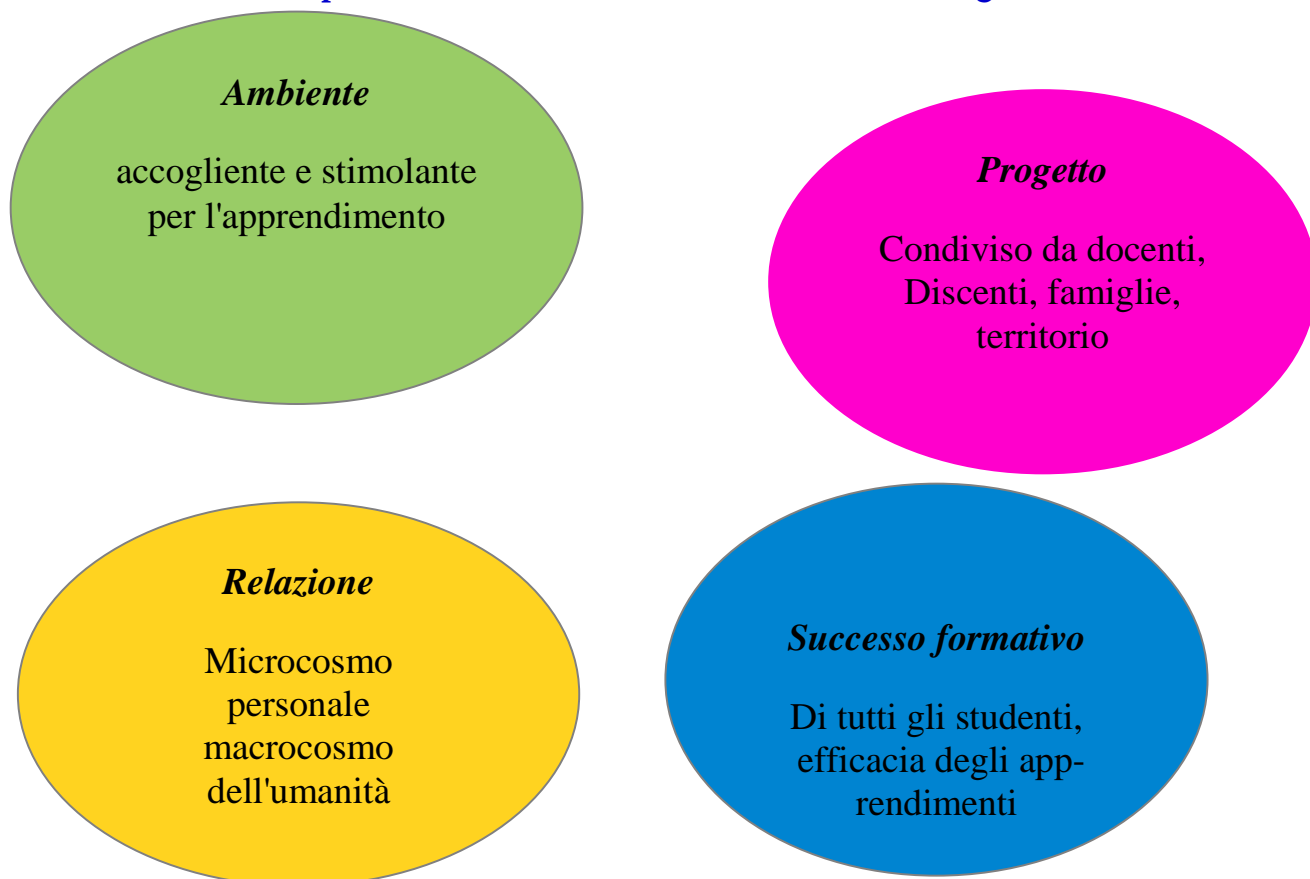 Ambiente
accogliente e stimolante
per l'apprendimento
Progetto
Condiviso da docenti,
Discenti, famiglie,
territorio
Relazione
Microcosmo
personale
macrocosmo
dell'umanità
Successo formativo
Di tutti gli studenti,
efficacia degli app-
rendimenti